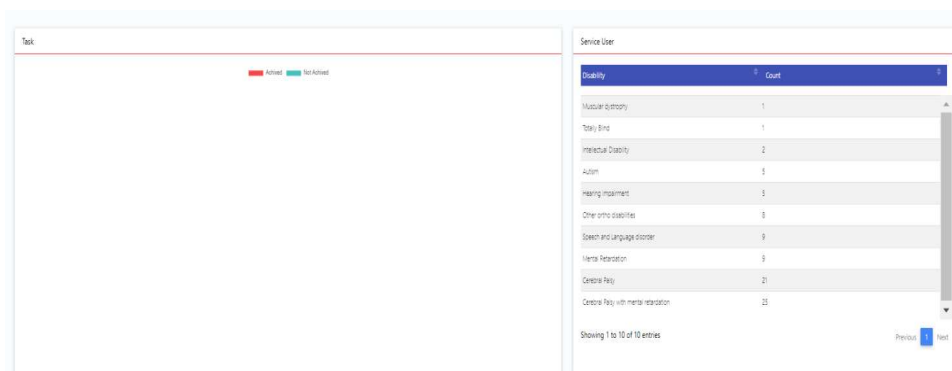 Task
Achived Not Achived
Service User
Disability Count
Muscular dystrophy 1
Totally Blind 1
Intellectual Disability 2
Autism 5
Hearing Impairment 5
Other ortho disabilities 8
Speech and Language disorder 9
Mental Retardation 9
Cerebral Palsy 21
Cerebral Palsy with mental retardation 25
Showing 1 to 10 of 10 entries
Previous 1 Next